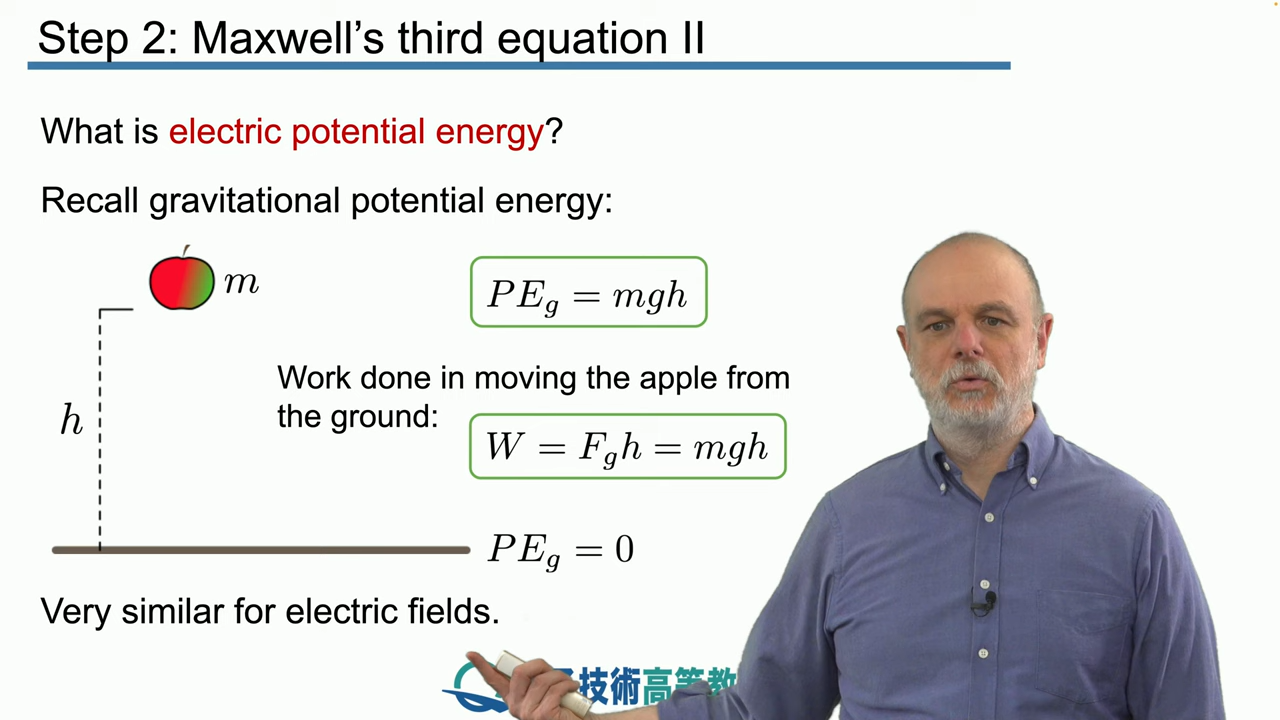 Step 2: Maxwell's third equation II
What is electric potential energy?
Recall gravitational potential energy:
m
PE_g = mgh
Work done in moving the apple from
the ground:
h
W = F_g h = mgh
PE_g = 0
Very similar for electric fields.
技術高等教